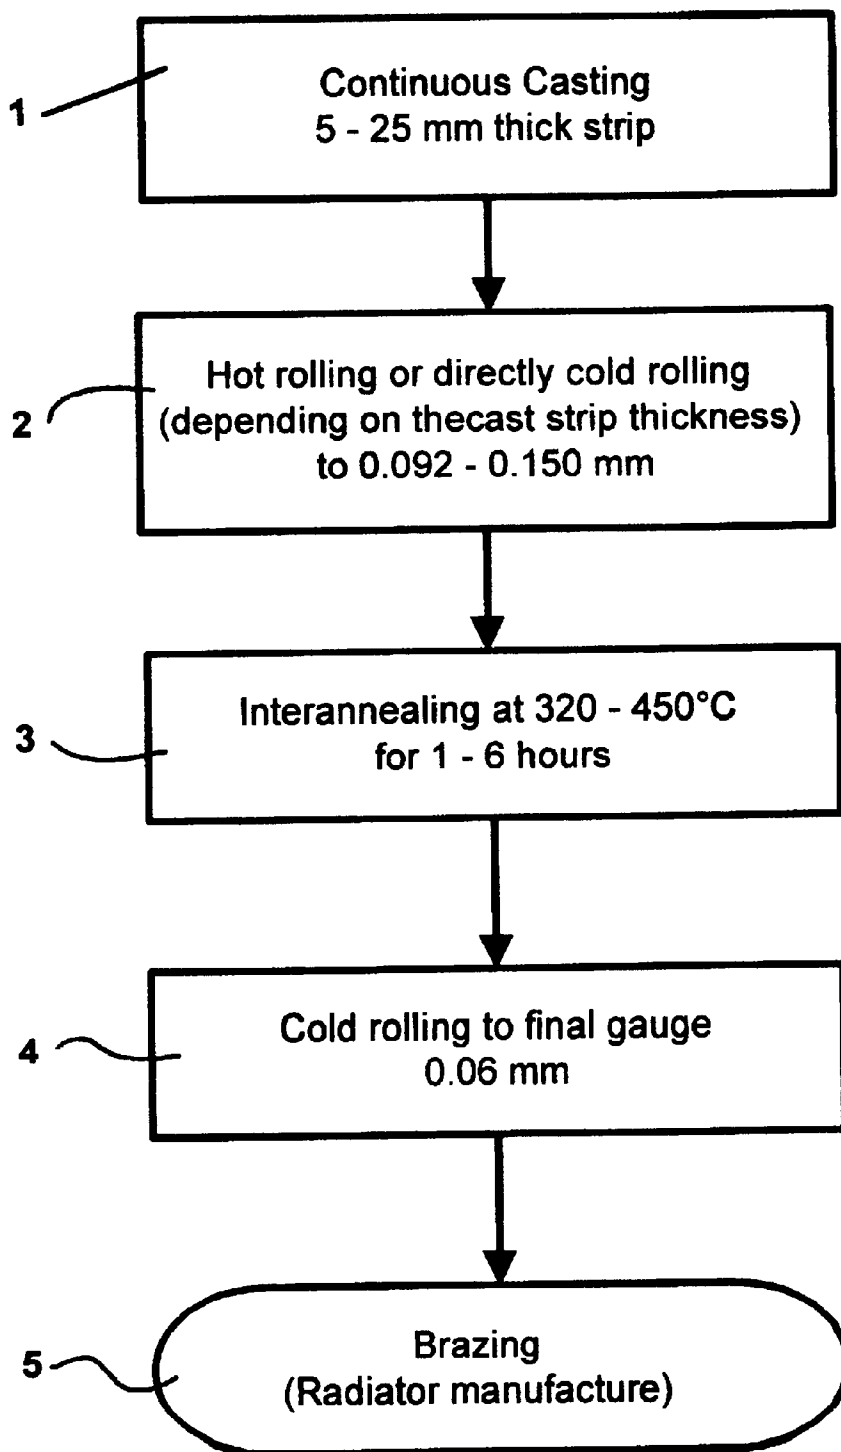 1
Continuous Casting
5 - 25 mm thick strip
2
Hot rolling or directly cold rolling
(depending on thecast strip thickness)
to 0.092 - 0.150 mm
3
Interannealing at 320 - 450°C
for 1 - 6 hours
4
Cold rolling to final gauge
0.06 mm
5
Brazing
(Radiator manufacture)